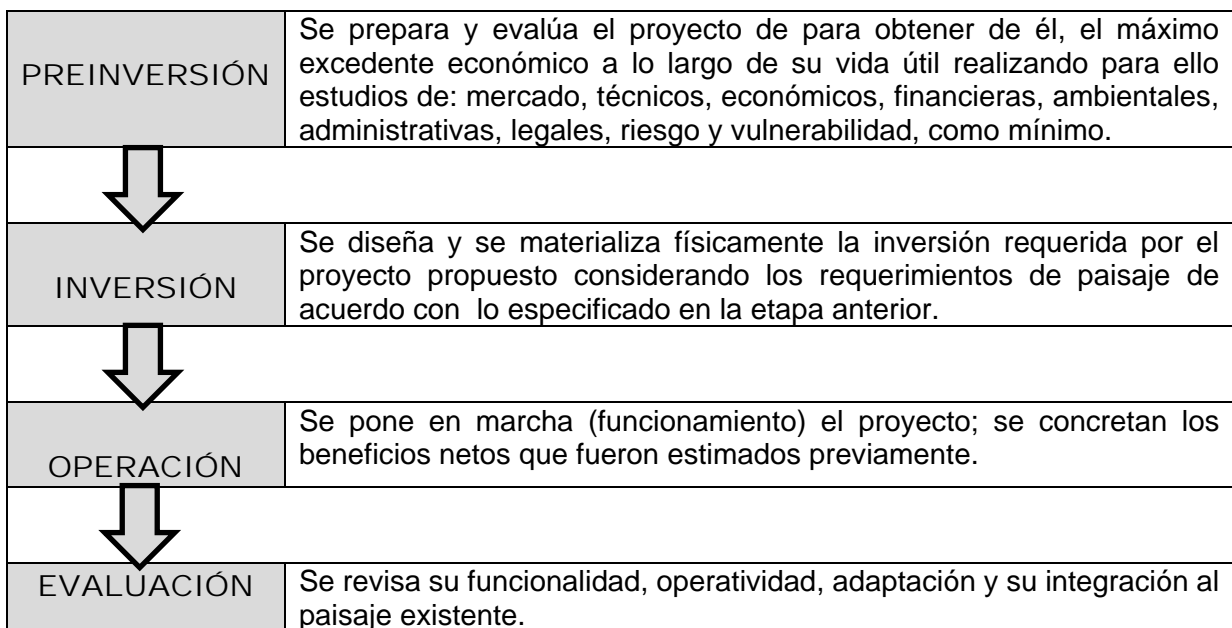 PREINVERSIÓN
Se prepara y evalúa el proyecto de para obtener de él, el máximo
excedente económico a lo largo de su vida útil realizando para ello
estudios de: mercado, técnicos, económicos, financieras, ambientales,
administrativas, legales, riesgo y vulnerabilidad, como mínimo.
INVERSIÓN
Se diseña y se materializa físicamente la inversión requerida por el
proyecto propuesto considerando los requerimientos de paisaje de
acuerdo con lo especificado en la etapa anterior.
OPERACIÓN
Se pone en marcha (funcionamiento) el proyecto; se concretan los
beneficios netos que fueron estimados previamente.
EVALUACIÓN
Se revisa su funcionalidad, operatividad, adaptación y su integración al
paisaje existente.